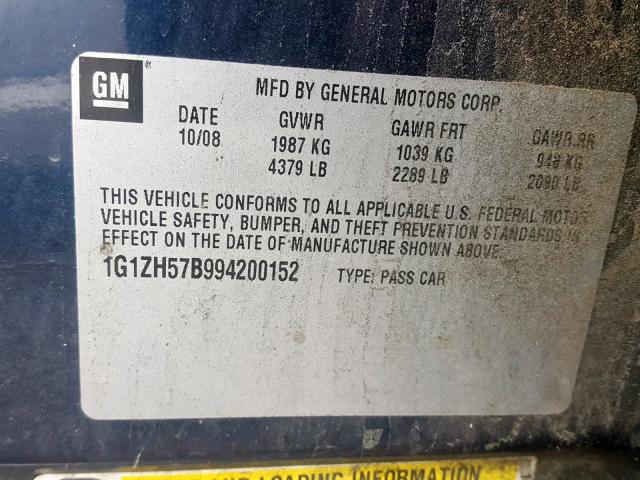 GM
MFD BY GENERAL MOTORS CORP.
DATE GVWR GAWR FRT GAWR RR
10/08 1987 KG 1039 KG 948 KG
4379 LB 2289 LB 2090 LB
THIS VEHICLE CONFORMS TO ALL APPLICABLE U.S. FEDERAL MOTOR
VEHICLE SAFETY, BUMPER, AND THEFT PREVENTION STANDARDS IN
EFFECT ON THE DATE OF MANUFACTURE SHOWN ABOVE.
1G1ZH57B994200152 TYPE: PASS CAR
AND LOADING INFORMATION